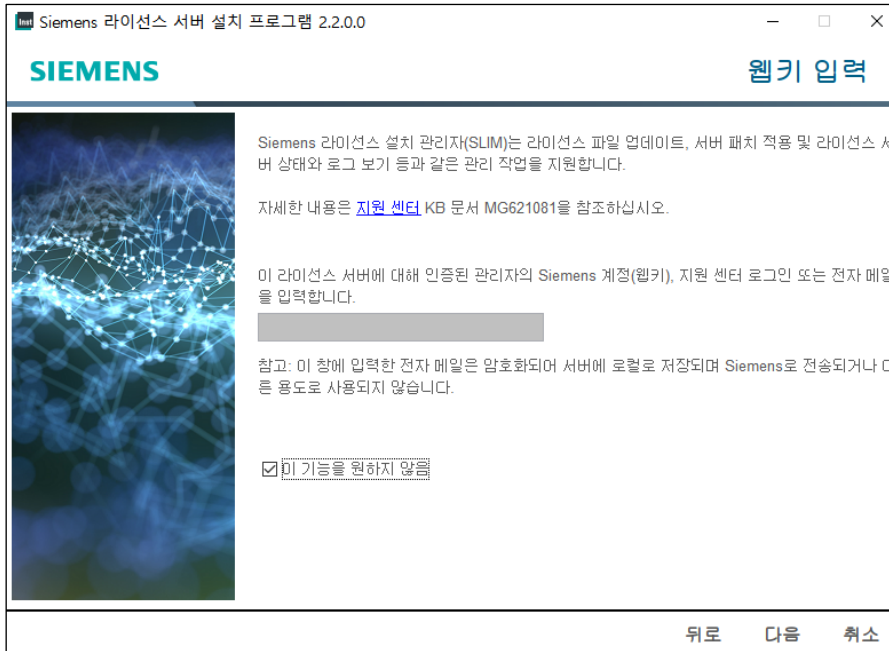 Siemens 라이선스 서버 설치 프로그램 2.2.0.0
SIEMENS
웹키 입력
Siemens 라이선스 설치 관리자(SLIM)는 라이선스 파일 업데이트, 서버 패치 적용 및 라이선스 서
버 상태와 로그 보기 등과 같은 관리 작업을 지원합니다.
자세한 내용은 지원 센터 KB 문서 MG621081을 참조하십시오.
이 라이선스 서버에 대해 인증된 관리자의 Siemens 계정(웹키), 지원 센터 로그인 또는 전자 메일
을 입력합니다.
참고: 이 창에 입력한 전자 메일은 암호화되어 서버에 로컬로 저장되며 Siemens로 전송되거나
른 용도로 사용되지 않습니다.
이 기능을 원하지 않음
뒤로 다음 취소